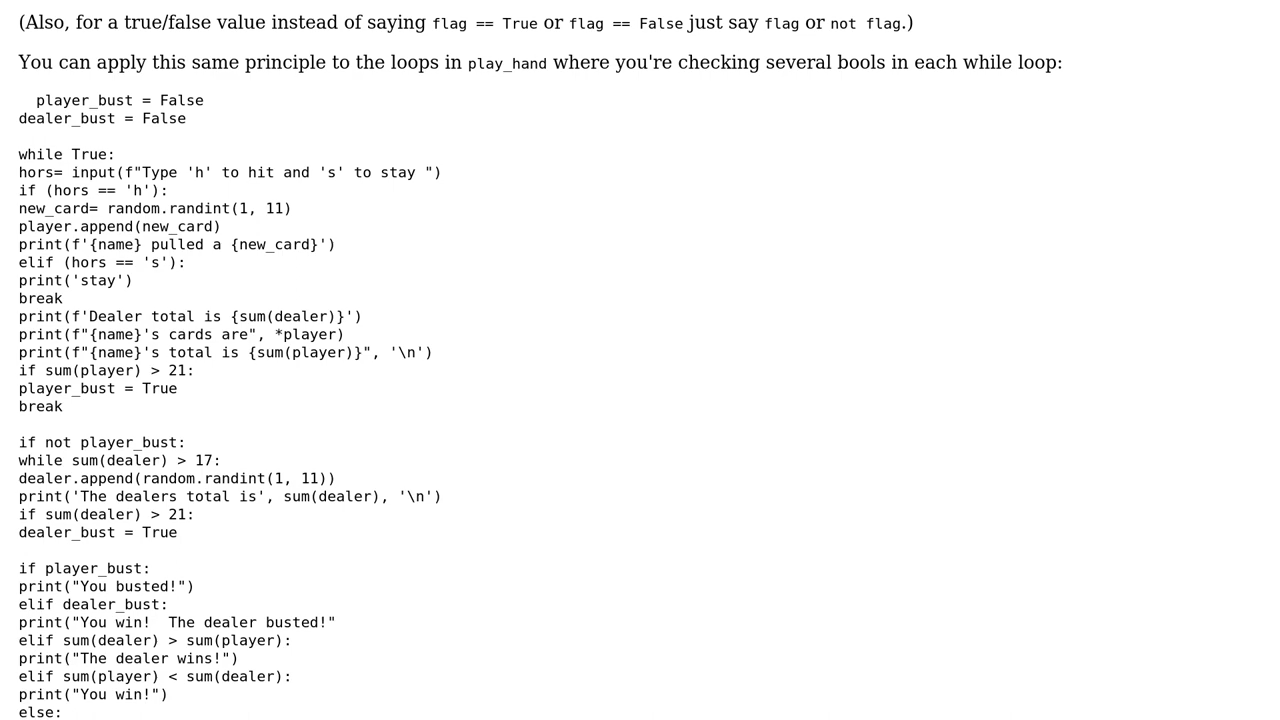 (Also, for a true/false value instead of saying flag == True or flag == False just say flag or not flag.)
You can apply this same principle to the loops in play_hand where you're checking several bools in each while loop:
player_bust = False
dealer_bust = False
while True:
hors= input(f"Type 'h' to hit and 's' to stay ")
if (hors == 'h'):
new_card= random.randint(1, 11)
player.append(new_card)
print(f'{name} pulled a {new_card}')
elif (hors == 's'):
print('stay')
break
print(f'Dealer total is {sum(dealer)}')
print(f"{name}'s cards are", *player)
print(f"{name}'s total is {sum(player)}", '\n')
if sum(player) > 21:
player_bust = True
break
if not player_bust:
while sum(dealer) > 17:
dealer.append(random.randint(1, 11))
print('The dealers total is', sum(dealer), '\n')
if sum(dealer) > 21:
dealer_bust = True
if player_bust:
print("You busted!")
elif dealer_bust:
print("You win!  The dealer busted!"
elif sum(dealer) > sum(player):
print("The dealer wins!")
elif sum(player) < sum(dealer):
print("You win!")
else: